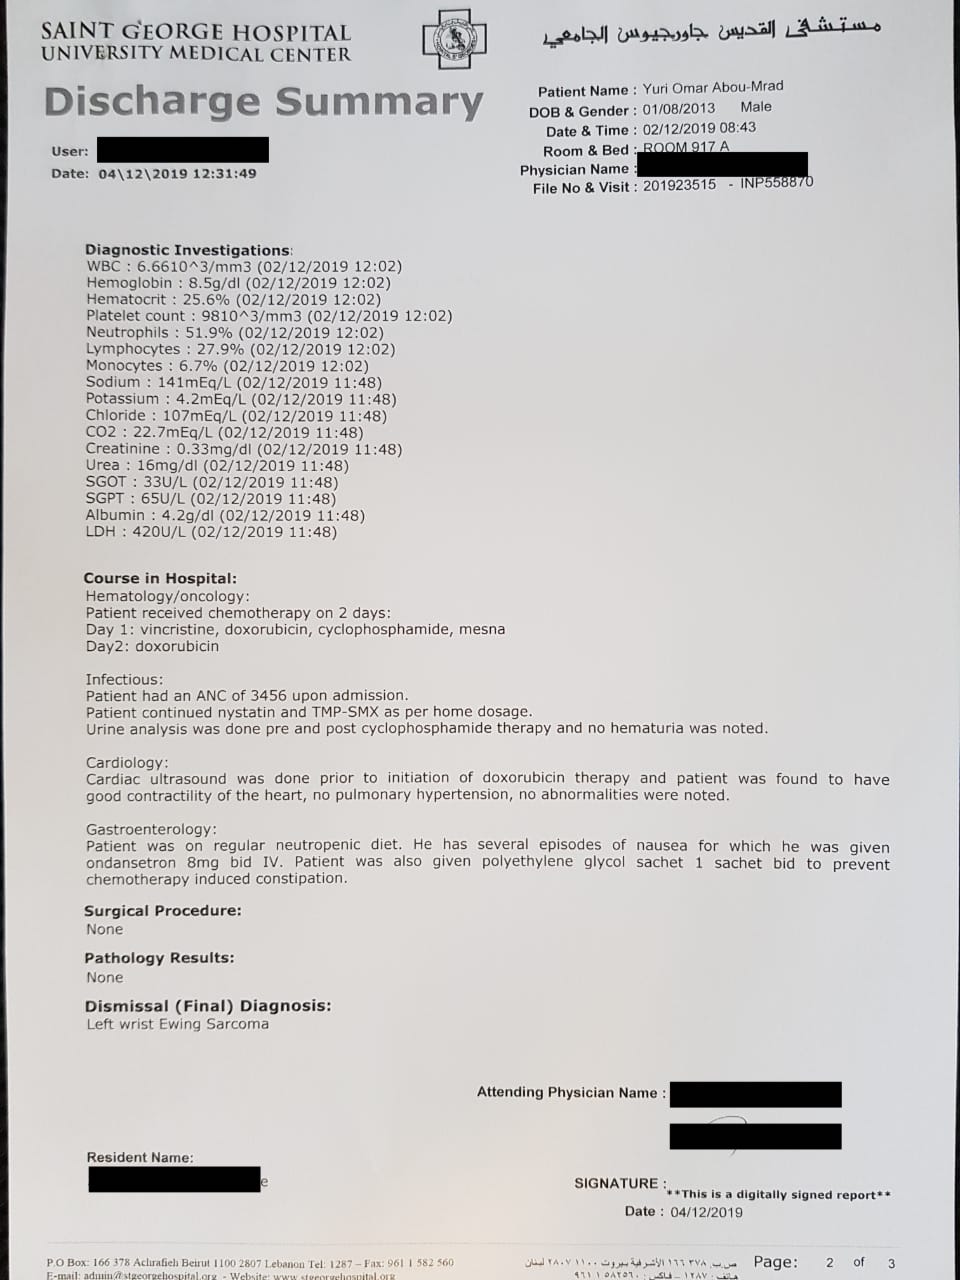 SAINT GEORGE HOSPITAL
UNIVERSITY MEDICAL CENTER
مستشفى القديس جاورجيوس الجامعي
Discharge Summary
User:
Date: 04\12\2019 12:31:49
Patient Name : Yuri Omar Abou-Mrad
DOB & Gender : 01/08/2013 Male
Date & Time : 02/12/2019 08:43
Room & Bed : ROOM 917 A
Physician Name :
File No & Visit : 201923515 - INP558870
Diagnostic Investigations:
WBC : 6.6610^3/mm3 (02/12/2019 12:02)
Hemoglobin : 8.5g/dl (02/12/2019 12:02)
Hematocrit : 25.6% (02/12/2019 12:02)
Platelet count : 9810^3/mm3 (02/12/2019 12:02)
Neutrophils : 51.9% (02/12/2019 12:02)
Lymphocytes : 27.9% (02/12/2019 12:02)
Monocytes : 6.7% (02/12/2019 12:02)
Sodium : 141mEq/L (02/12/2019 11:48)
Potassium : 4.2mEq/L (02/12/2019 11:48)
Chloride : 107mEq/L (02/12/2019 11:48)
CO2 : 22.7mEq/L (02/12/2019 11:48)
Creatinine : 0.33mg/dl (02/12/2019 11:48)
Urea : 16mg/dl (02/12/2019 11:48)
SGOT : 33U/L (02/12/2019 11:48)
SGPT : 65U/L (02/12/2019 11:48)
Albumin : 4.2g/dl (02/12/2019 11:48)
LDH : 420U/L (02/12/2019 11:48)
Course in Hospital:
Hematology/oncology:
Patient received chemotherapy on 2 days:
Day 1: vincristine, doxorubicin, cyclophosphamide, mesna
Day2: doxorubicin
Infectious:
Patient had an ANC of 3456 upon admission.
Patient continued nystatin and TMP-SMX as per home dosage.
Urine analysis was done pre and post cyclophosphamide therapy and no hematuria was noted.
Cardiology:
Cardiac ultrasound was done prior to initiation of doxorubicin therapy and patient was found to have
good contractility of the heart, no pulmonary hypertension, no abnormalities were noted.
Gastroenterology:
Patient was on regular neutropenic diet. He has several episodes of nausea for which he was given
ondansetron 8mg bid IV. Patient was also given polyethylene glycol sachet 1 sachet bid to prevent
chemotherapy induced constipation.
Surgical Procedure:
None
Pathology Results:
None
Dismissal (Final) Diagnosis:
Left wrist Ewing Sarcoma
Attending Physician Name :
Resident Name:
e
SIGNATURE :
**This is a digitally signed report**
Date : 04/12/2019
P.O Box: 166 378 Achrafieh Beirut 1100 2807 Lebanon Tel: 1287 – Fax: 961 1 582 560
ص.ب. ١٦٦ ٣٧٨ الأشرفية بيروت ١١٠٠ ٢٨٠٧ لبنان
Page: 2 of 3
E-mail: admin@stgeorgehospital.org - Website: www.stgeorgehospital.org
هاتف: ١٢٨٧ – فاكس: ٥٨٢٥٦٠ ١ ٩٦١